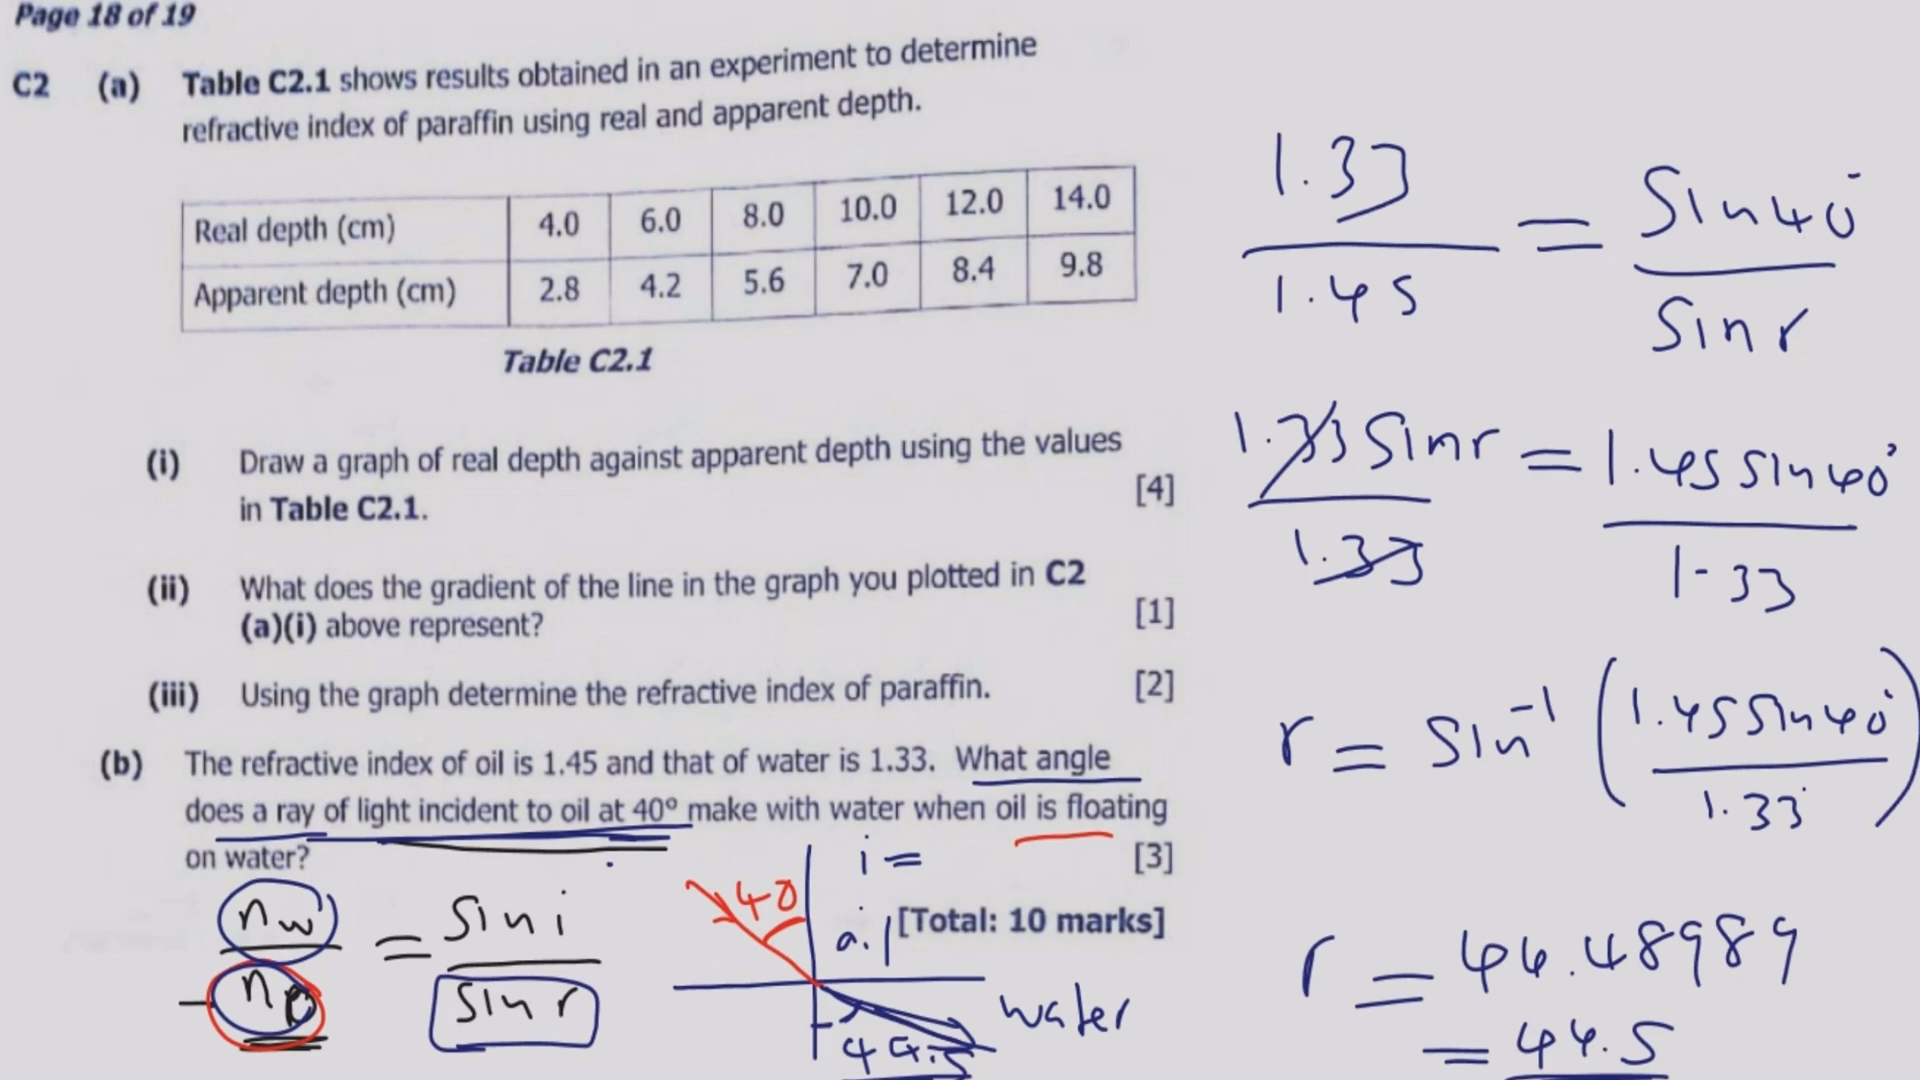 Page 18 of 19
C2 (a) Table C2.1 shows results obtained in an experiment to determine
refractive index of paraffin using real and apparent depth.
Real depth (cm) 4.0 6.0 8.0 10.0 12.0 14.0
Apparent depth (cm) 2.8 4.2 5.6 7.0 8.4 9.8
Table C2.1
(i) Draw a graph of real depth against apparent depth using the values
in Table C2.1. [4]
(ii) What does the gradient of the line in the graph you plotted in C2
(a)(i) above represent? [1]
(iii) Using the graph determine the refractive index of paraffin. [2]
(b) The refractive index of oil is 1.45 and that of water is 1.33. What angle
does a ray of light incident to oil at 40° make with water when oil is floating
on water? [3]
[Total: 10 marks]
nw = sin i
sin r
i =
40
water
44.5
1.33 = Sin40°
1.45 Sin r
1.33 Sin r = 1.45 sin 40°
1.33 1.33
r = Sin⁻¹ (1.45 Sin 40°
1.33)
r = 44.48989
= 44.5